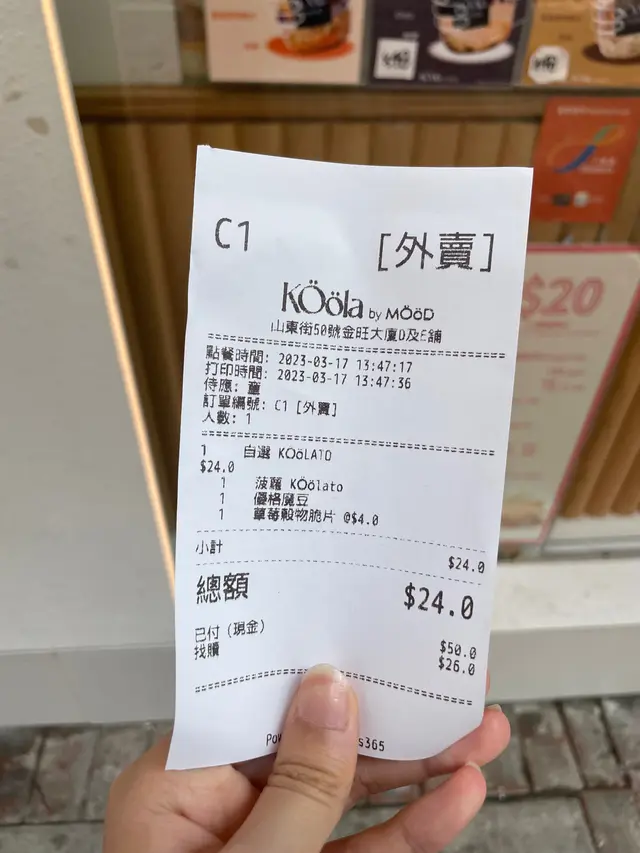 C1
[外賣]
KÖöla by MÖöD
山東街50號金旺大廈D及E舖
點餐時間: 2023-03-17 13:47:17
打印時間: 2023-03-17 13:47:36
侍應: 童
訂單編號: C1 [外賣]
人數: 1
1 自選 KÖöLATO
$24.0
1 菠蘿 KÖölato
1 優格魔豆
1 草莓穀物脆片 @$4.0
小計 $24.0
總額 $24.0
已付 (現金) $50.0
找贖 $26.0
s365
$20